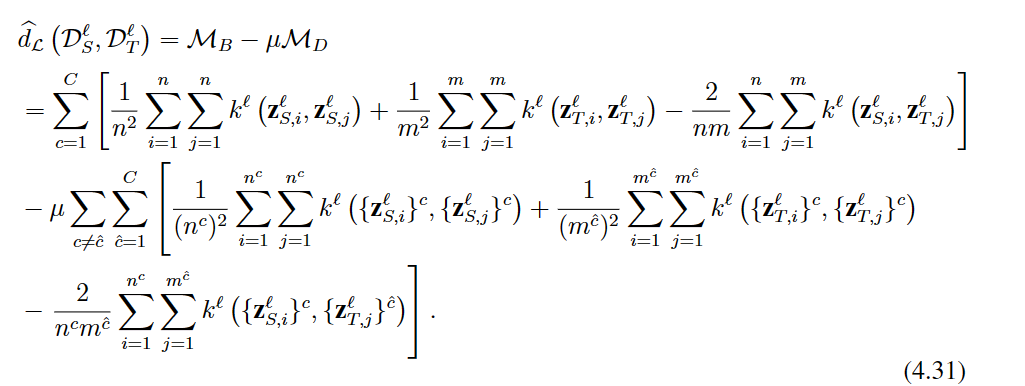 $\widehat{d}_{\mathcal{L}}\left(\mathcal{D}_S^{\ell}, \mathcal{D}_T^{\ell}\right) = \mathcal{M}_B - \mu \mathcal{M}_D$
$= \sum_{c=1}^{C} \left[ \frac{1}{n^2} \sum_{i=1}^{n} \sum_{j=1}^{n} k^{\ell}\left(\mathbf{z}_{S,i}^{\ell}, \mathbf{z}_{S,j}^{\ell}\right) + \frac{1}{m^2} \sum_{i=1}^{m} \sum_{j=1}^{m} k^{\ell}\left(\mathbf{z}_{T,i}^{\ell}, \mathbf{z}_{T,j}^{\ell}\right) - \frac{2}{nm} \sum_{i=1}^{n} \sum_{j=1}^{m} k^{\ell}\left(\mathbf{z}_{S,i}^{\ell}, \mathbf{z}_{T,j}^{\ell}\right) \right]$
$- \mu \sum_{c \neq \hat{c}} \sum_{\hat{c}=1}^{C} \left[ \frac{1}{(n^c)^2} \sum_{i=1}^{n^c} \sum_{j=1}^{n^c} k^{\ell}\left(\{\mathbf{z}_{S,i}^{\ell}\}^c, \{\mathbf{z}_{S,j}^{\ell}\}^c\right) + \frac{1}{(m^{\hat{c}})^2} \sum_{i=1}^{m^{\hat{c}}} \sum_{j=1}^{m^{\hat{c}}} k^{\ell}\left(\{\mathbf{z}_{T,i}^{\ell}\}^c, \{\mathbf{z}_{T,j}^{\ell}\}^c\right) \right.$
$\left. - \frac{2}{n^c m^{\hat{c}}} \sum_{i=1}^{n^c} \sum_{j=1}^{m^{\hat{c}}} k^{\ell}\left(\{\mathbf{z}_{S,i}^{\ell}\}^c, \{\mathbf{z}_{T,j}^{\ell}\}^{\hat{c}}\right) \right].$
(4.31)